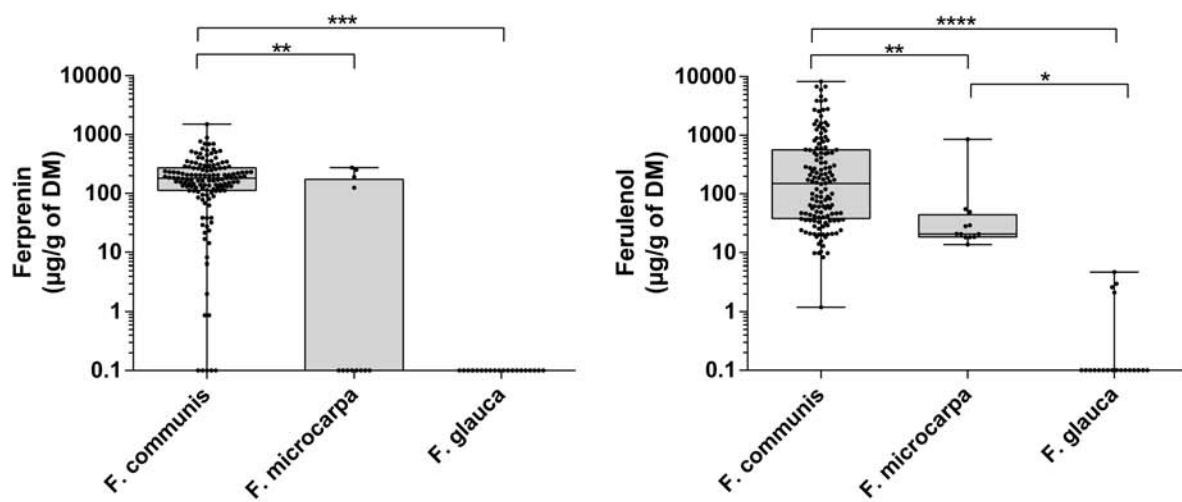 ***
**
10000
1000
100
10
1
0.1
Ferprenin
(µg/g of DM)
F. communis
F. microcarpa
F. glauca
****
**
*
10000
1000
100
10
1
0.1
Ferulenol
(µg/g of DM)
F. communis
F. microcarpa
F. glauca